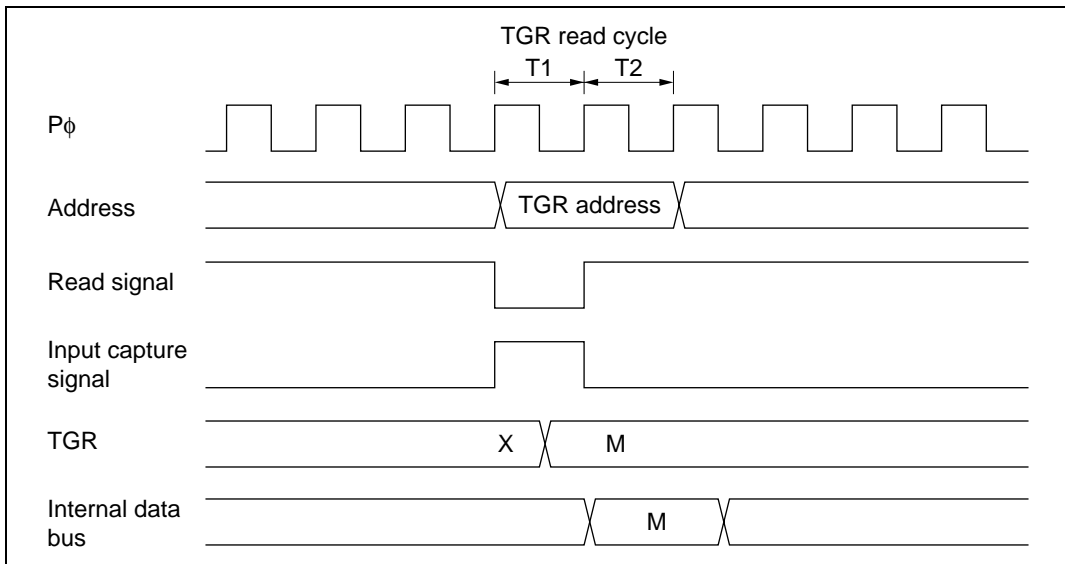 TGR read cycle
T1 T2
Pϕ
Address
TGR address
Read signal
Input capture
signal
TGR
X M
Internal data
bus
M